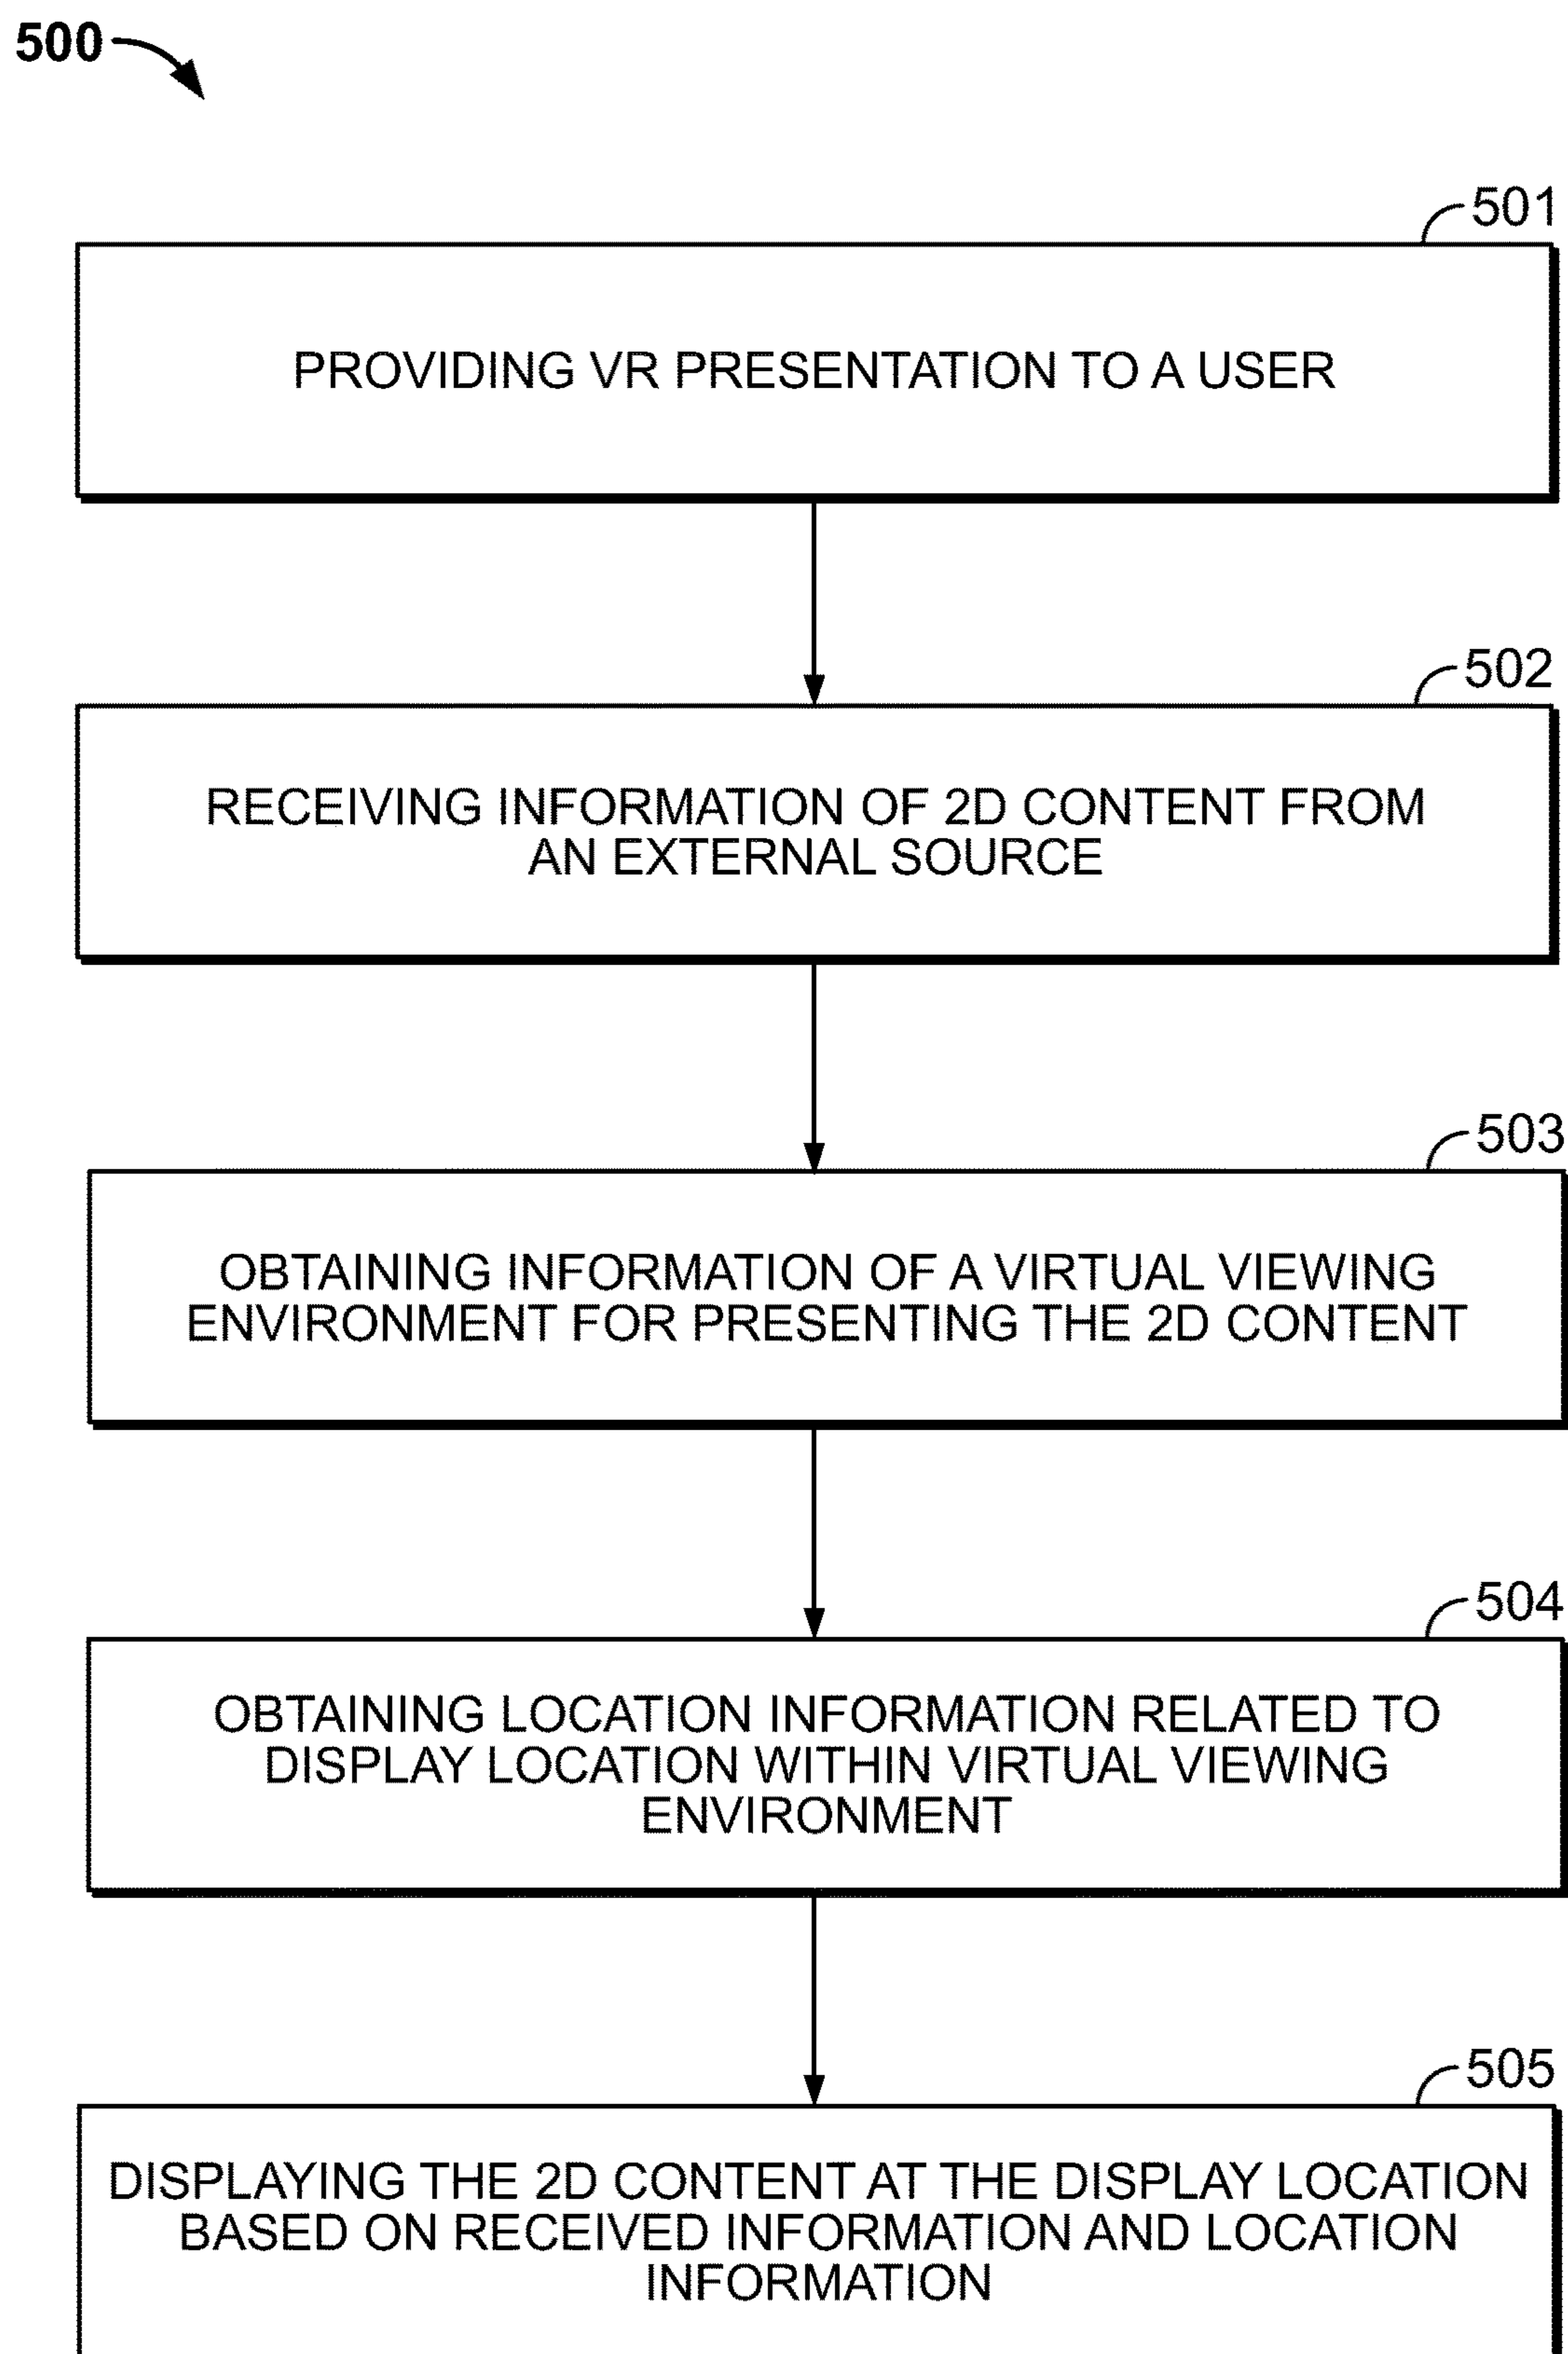 500
501
PROVIDING VR PRESENTATION TO A USER
502
RECEIVING INFORMATION OF 2D CONTENT FROM
AN EXTERNAL SOURCE
503
OBTAINING INFORMATION OF A VIRTUAL VIEWING
ENVIRONMENT FOR PRESENTING THE 2D CONTENT
504
OBTAINING LOCATION INFORMATION RELATED TO
DISPLAY LOCATION WITHIN VIRTUAL VIEWING
ENVIRONMENT
505
DISPLAYING THE 2D CONTENT AT THE DISPLAY LOCATION
BASED ON RECEIVED INFORMATION AND LOCATION
INFORMATION